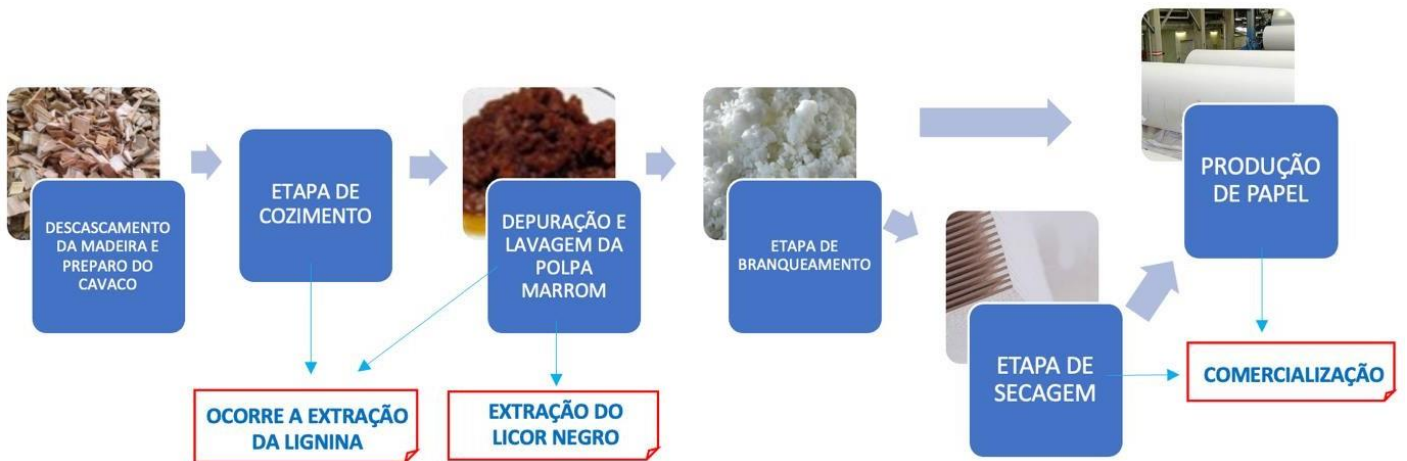 DESCASCAMENTO
DA MADEIRA E
PREPARO DO
CAVACO
ETAPA DE
COZIMENTO
DEPURAÇÃO E
LAVAGEM DA
POLPA
MARROM
ETAPA DE
BRANQUEAMENTO
ETAPA DE
SECAGEM
PRODUÇÃO
DE PAPEL
OCORRE A EXTRAÇÃO
DA LIGNINA
EXTRAÇÃO DO
LICOR NEGRO
COMERCIALIZAÇÃO